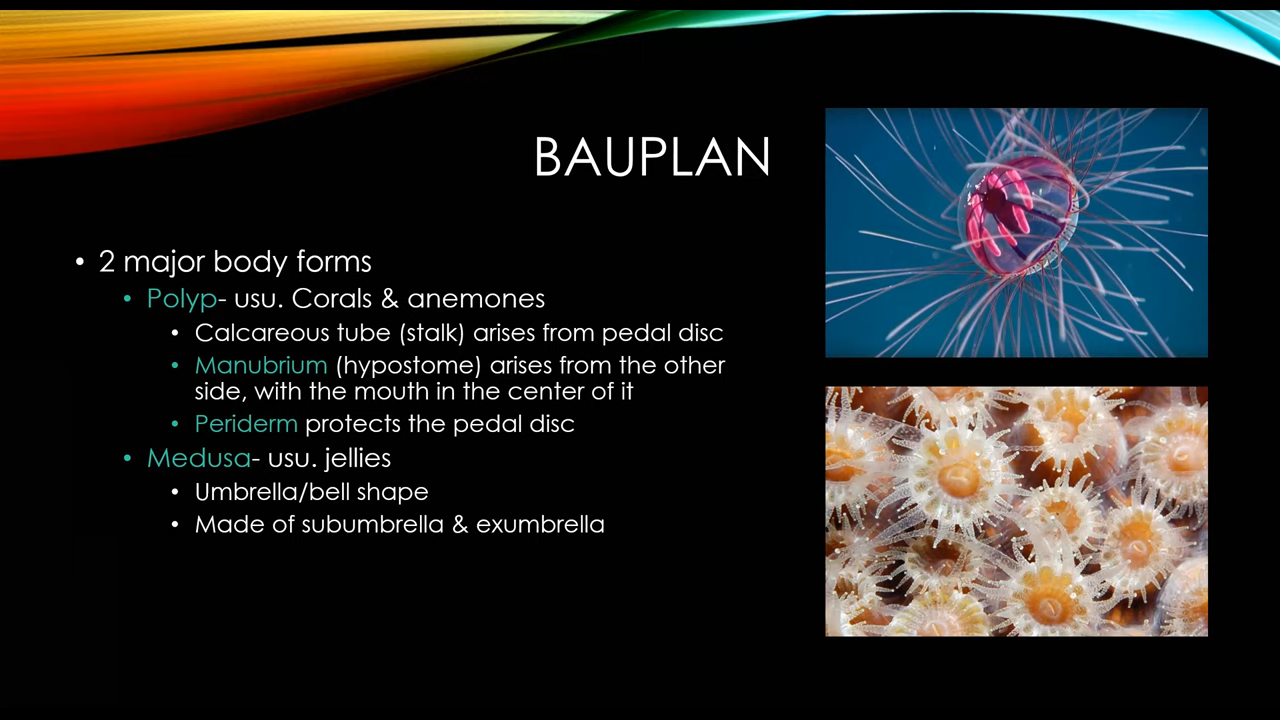 BAUPLAN
• 2 major body forms
• Polyp- usu. Corals & anemones
• Calcareous tube (stalk) arises from pedal disc
• Manubrium (hypostome) arises from the other
side, with the mouth in the center of it
• Periderm protects the pedal disc
• Medusa- usu. jellies
• Umbrella/bell shape
• Made of subumbrella & exumbrella